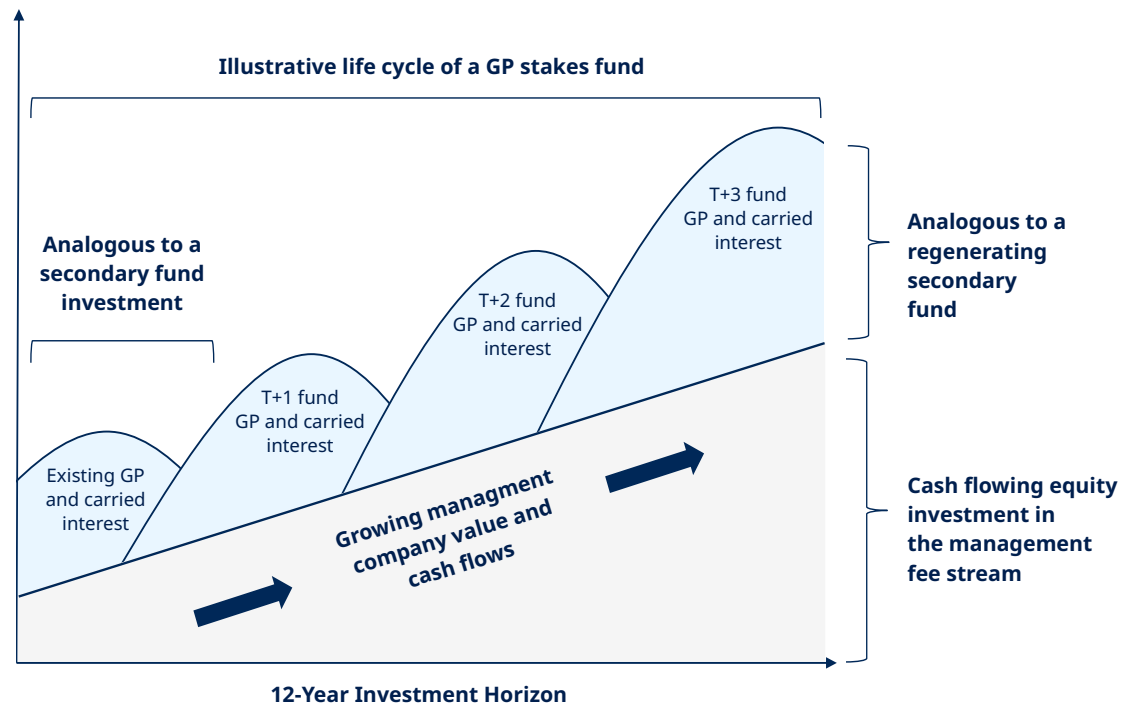 Illustrative life cycle of a GP stakes fund
Analogous to a
secondary fund
investment
Existing GP
and carried
interest
T+1 fund
GP and carried
interest
T+2 fund
GP and carried
interest
T+3 fund
GP and carried
interest
Analogous to a
regenerating
secondary
fund
Growing managment
company value and
cash flows
Cash flowing equity
investment in
the management
fee stream
12-Year Investment Horizon